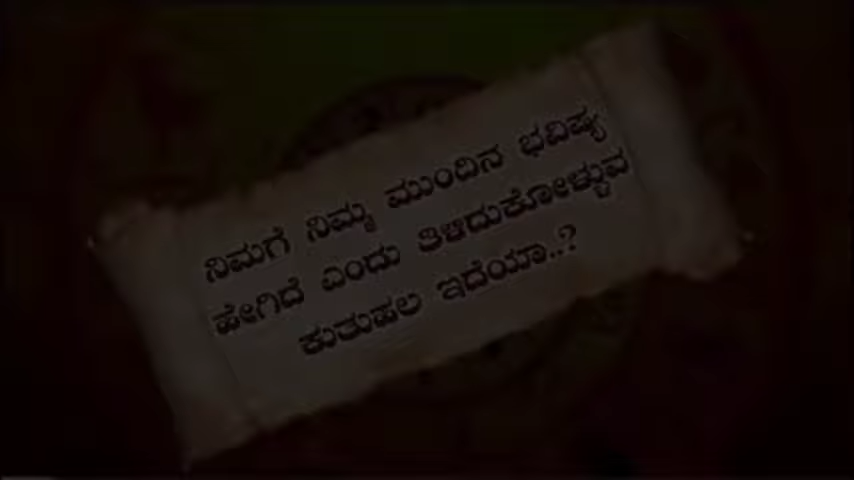 ನಿಮಗೆ ನಿಮ್ಮ ಮುಂದಿನ ಭವಿಷ್ಯ
ಹೇಗಿದೆ ಎಂದು ತಿಳಿದುಕೋಳ್ಳುವ
ಕುತುಹಲ ಇದೆಯಾ..?